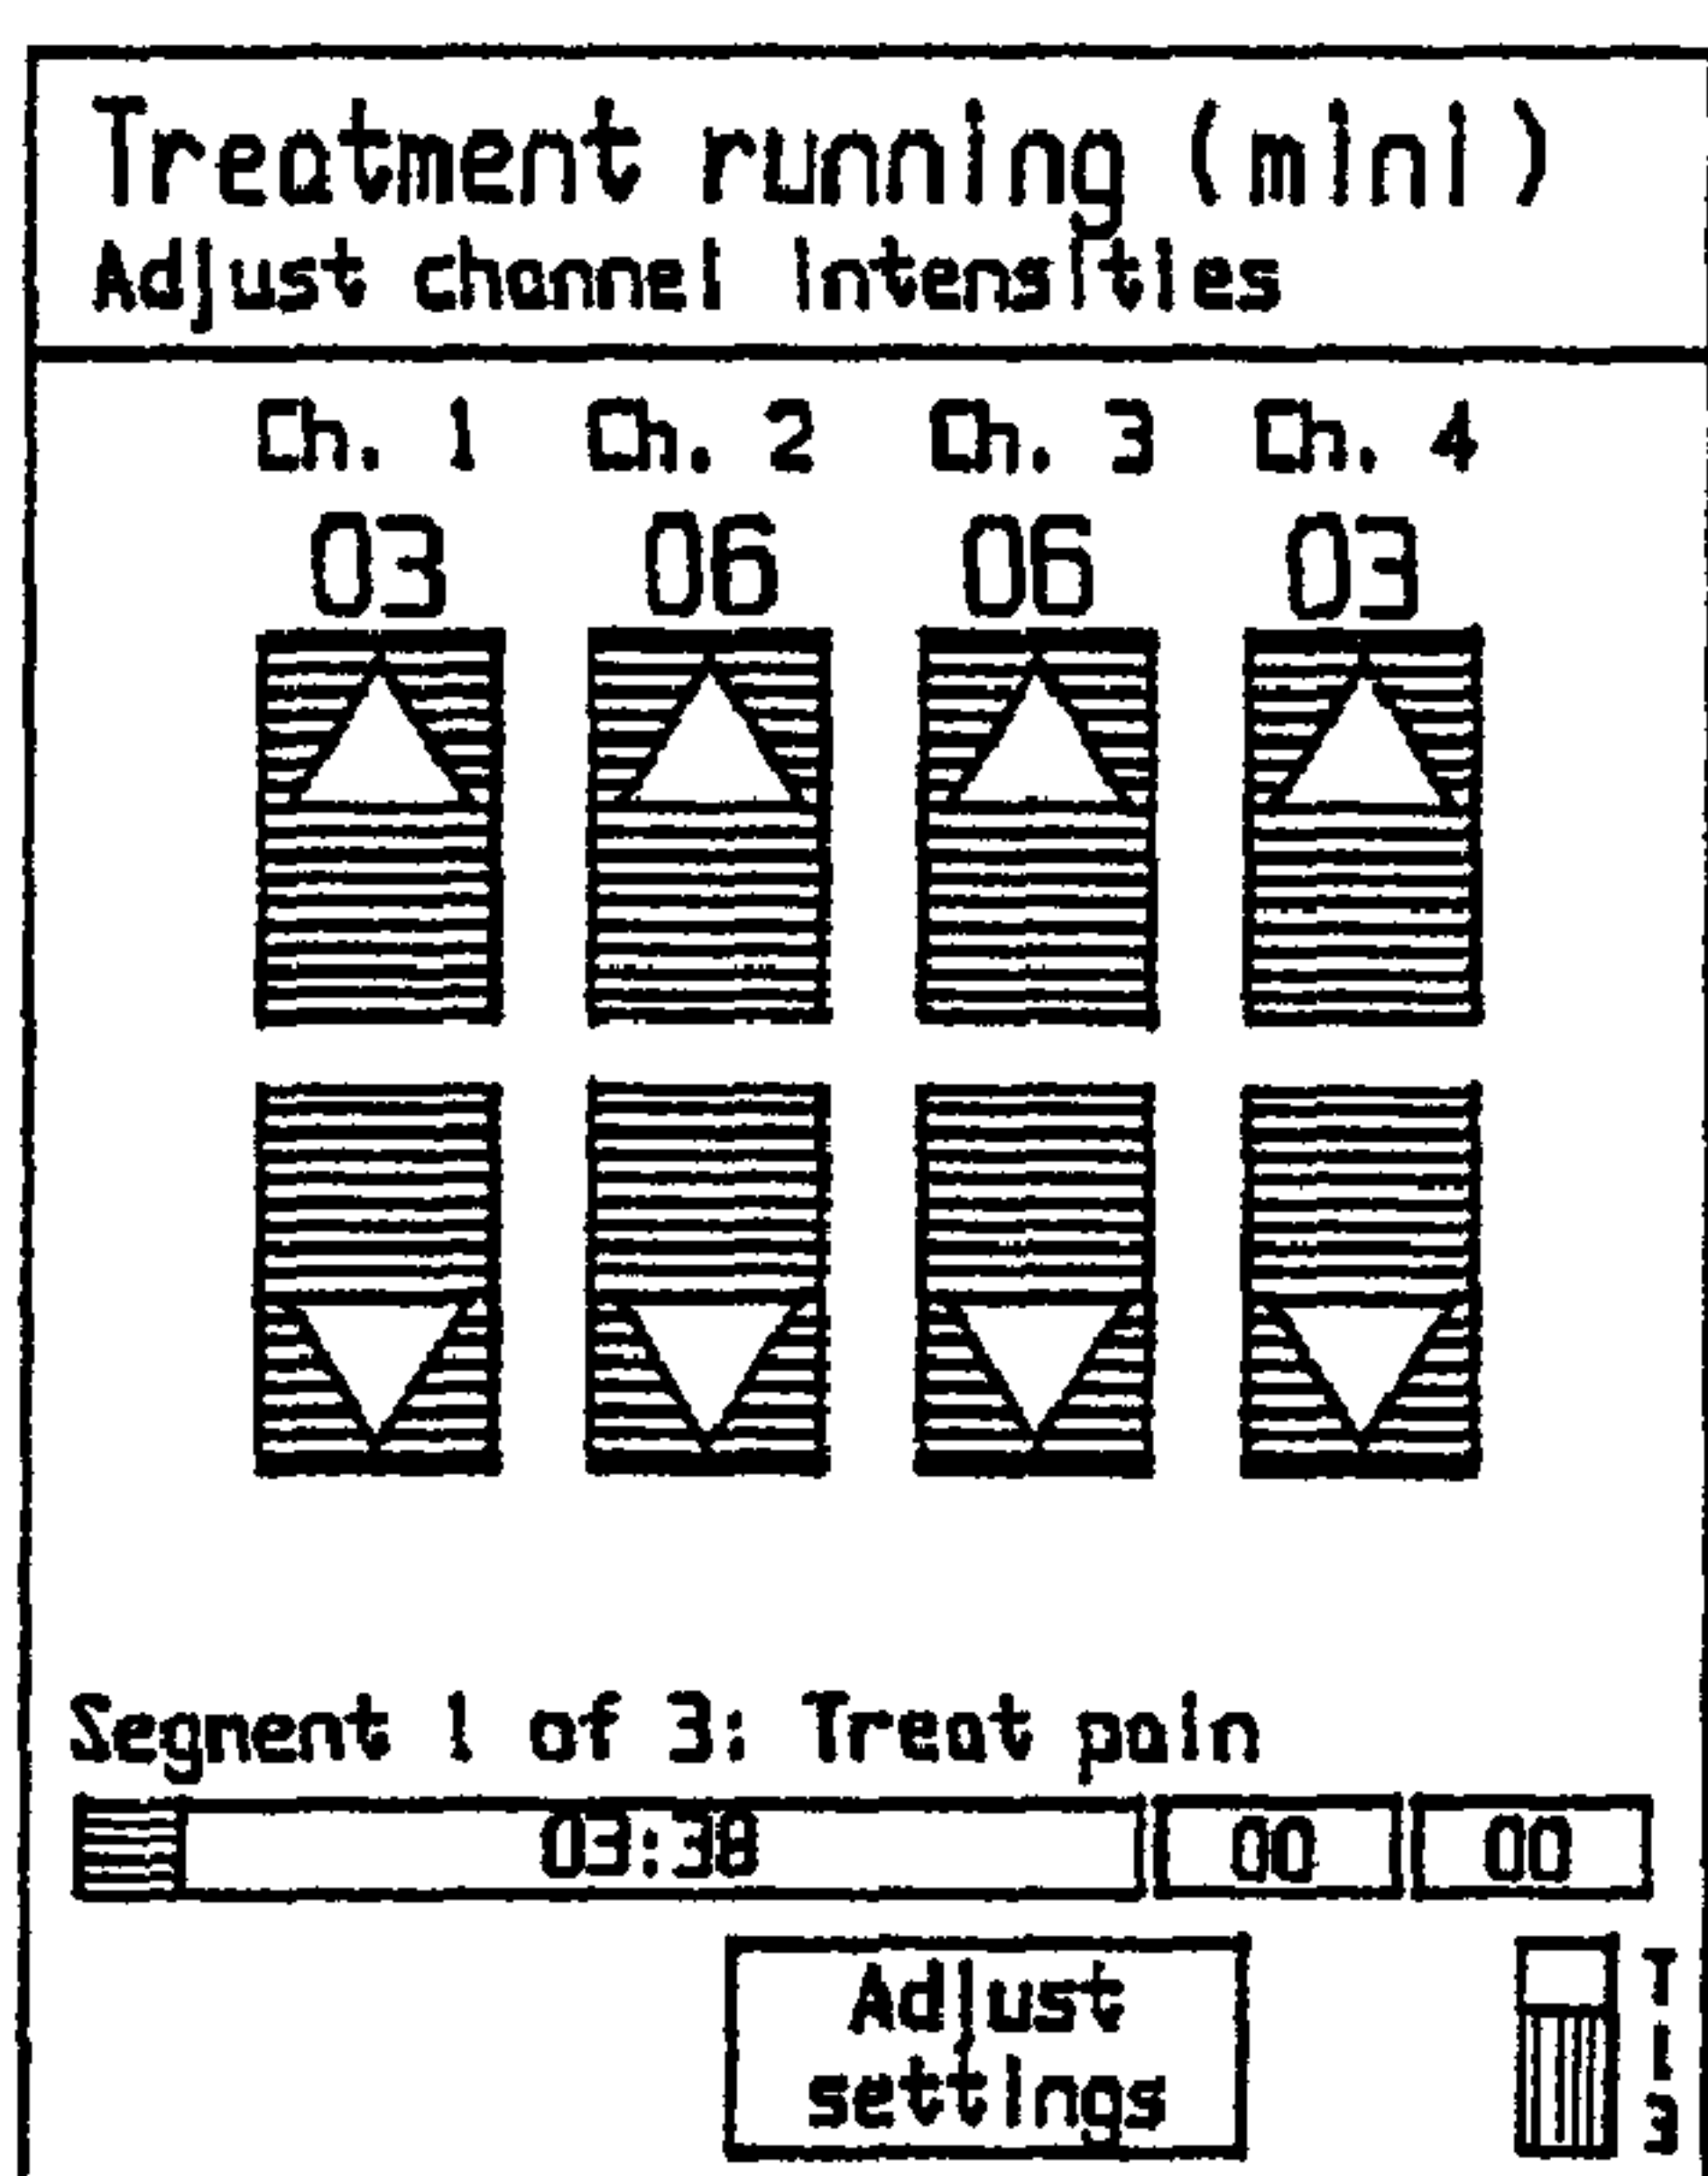 Treatment running (mini)
Adjust channel intensities
Ch. 1 Ch. 2 Ch. 3 Ch. 4
03 06 06 03
Segment 1 of 3: Treat pain
03:38 00 00
Adjust
settings